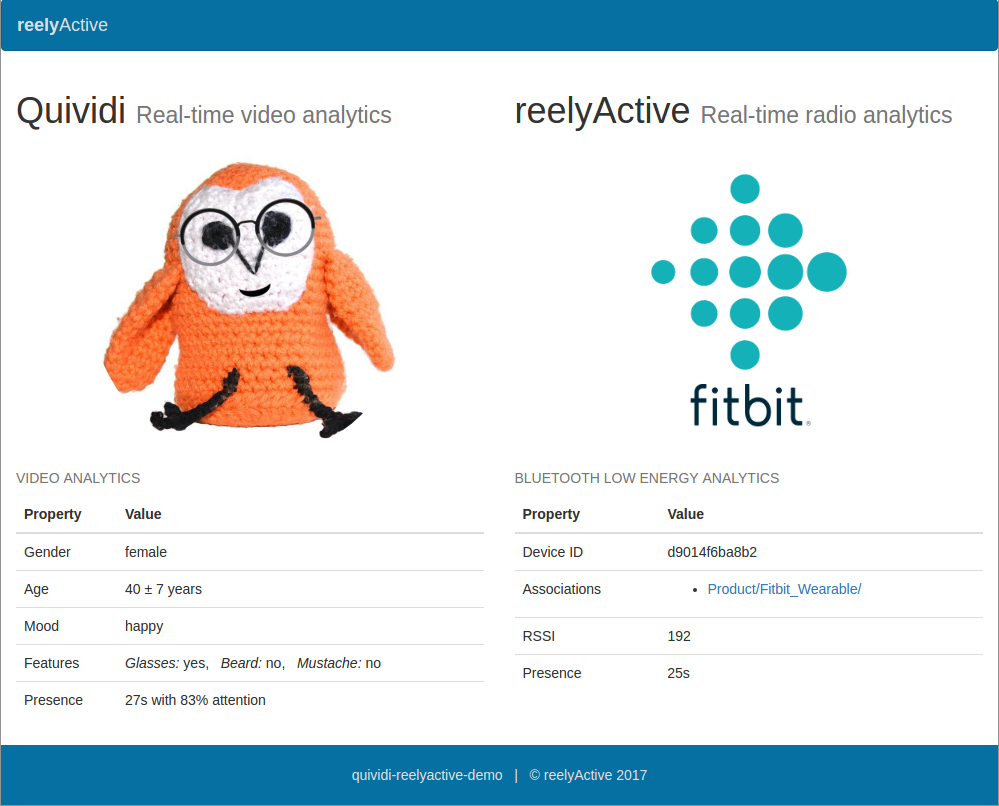 reelyActive
Quividi Real-time video analytics
VIDEO ANALYTICS
Property Value
Gender female
Age 40 ± 7 years
Mood happy
Features Glasses: yes, Beard: no, Mustache: no
Presence 27s with 83% attention
reelyActive Real-time radio analytics
fitbit®
BLUETOOTH LOW ENERGY ANALYTICS
Property Value
Device ID d9014f6ba8b2
Associations • Product/Fitbit_Wearable/
RSSI 192
Presence 25s
quividi-reelyactive-demo | © reelyActive 2017